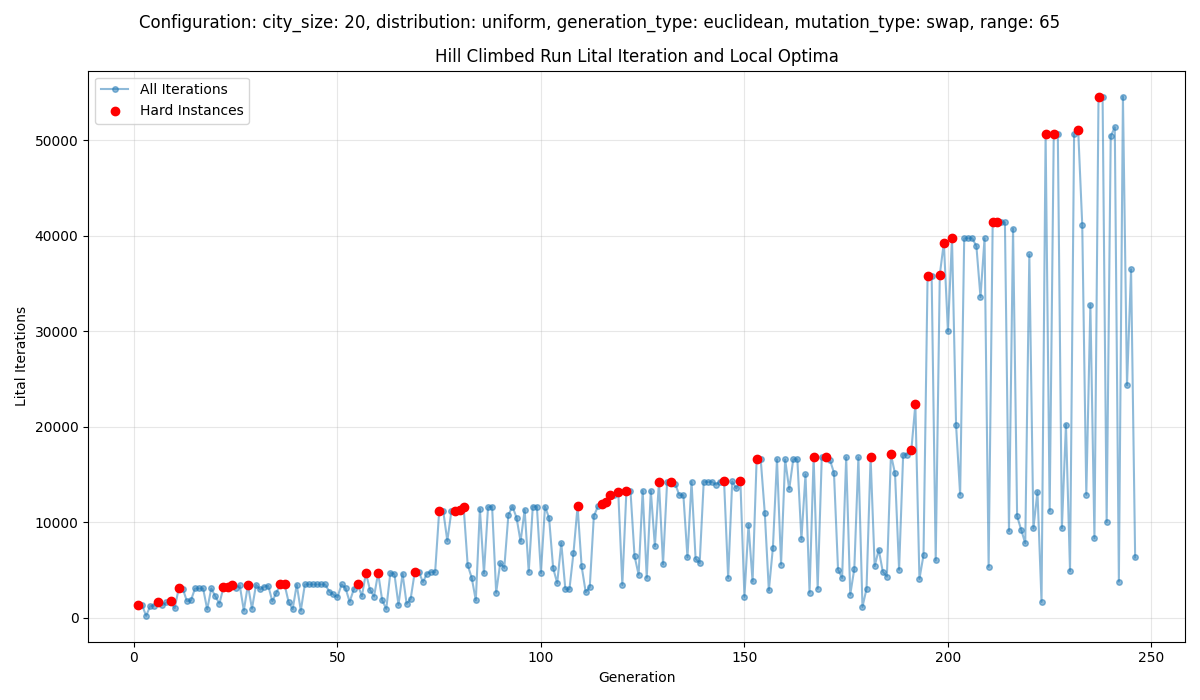 Configuration: city_size: 20, distribution: uniform, generation_type: euclidean, mutation_type: swap, range: 65
Hill Climbed Run Lital Iteration and Local Optima
All Iterations
Hard Instances
Lital Iterations
50000
40000
30000
20000
10000
0
0
50
100
150
200
250
Generation